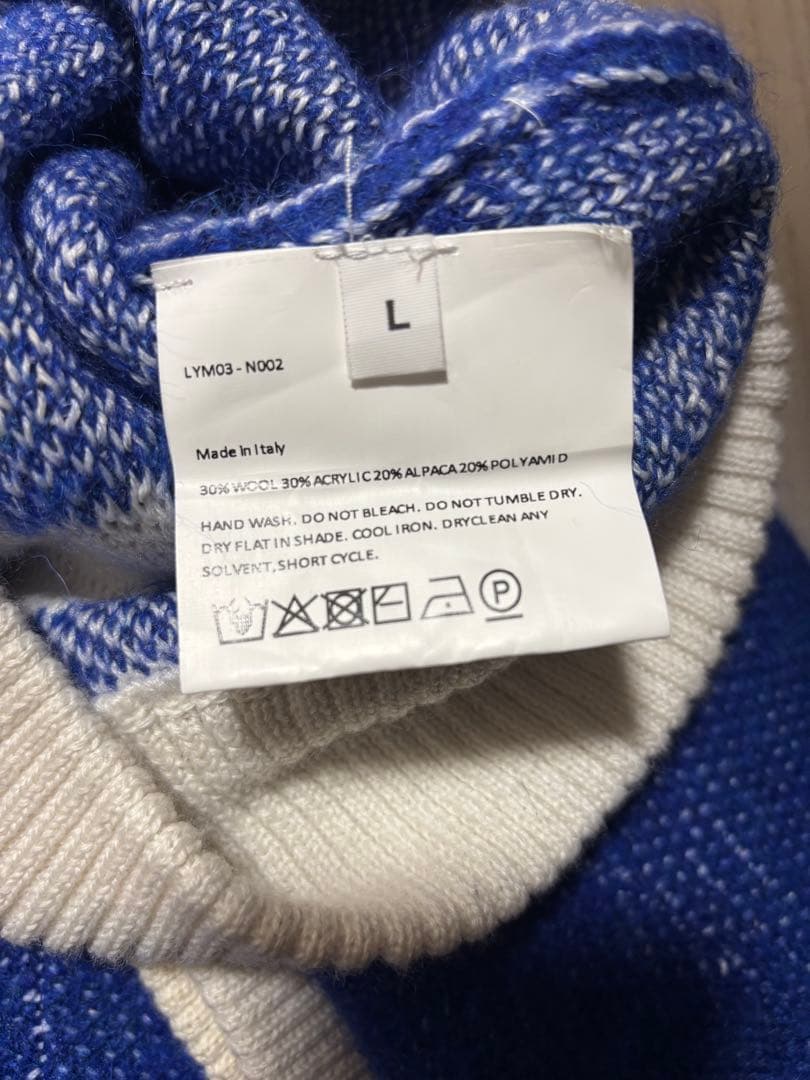 L
LYM03 - N002
Made in Italy
30% WOOL 30% ACRYLIC 20% ALPACA 20% POLYAMID
HAND WASH. DO NOT BLEACH. DO NOT TUMBLE DRY.
DRY FLAT IN SHADE. COOL IRON. DRYCLEAN ANY
SOLVENT, SHORT CYCLE.
P